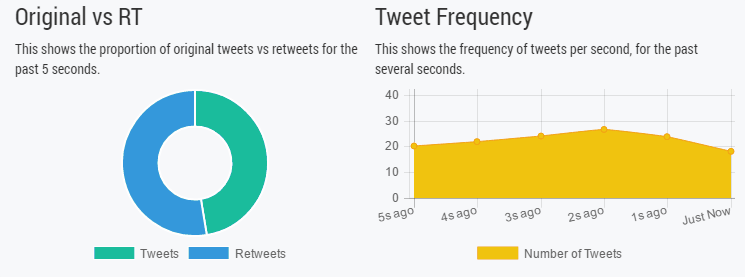 Original vs RT
This shows the proportion of original tweets vs retweets for the
past 5 seconds.
Tweets
Retweets
Tweet Frequency
This shows the frequency of tweets per second, for the past
several seconds.
40
30
20
10
0
5s ago
4s ago
3s ago
2s ago
1s ago
Just Now
Number of Tweets